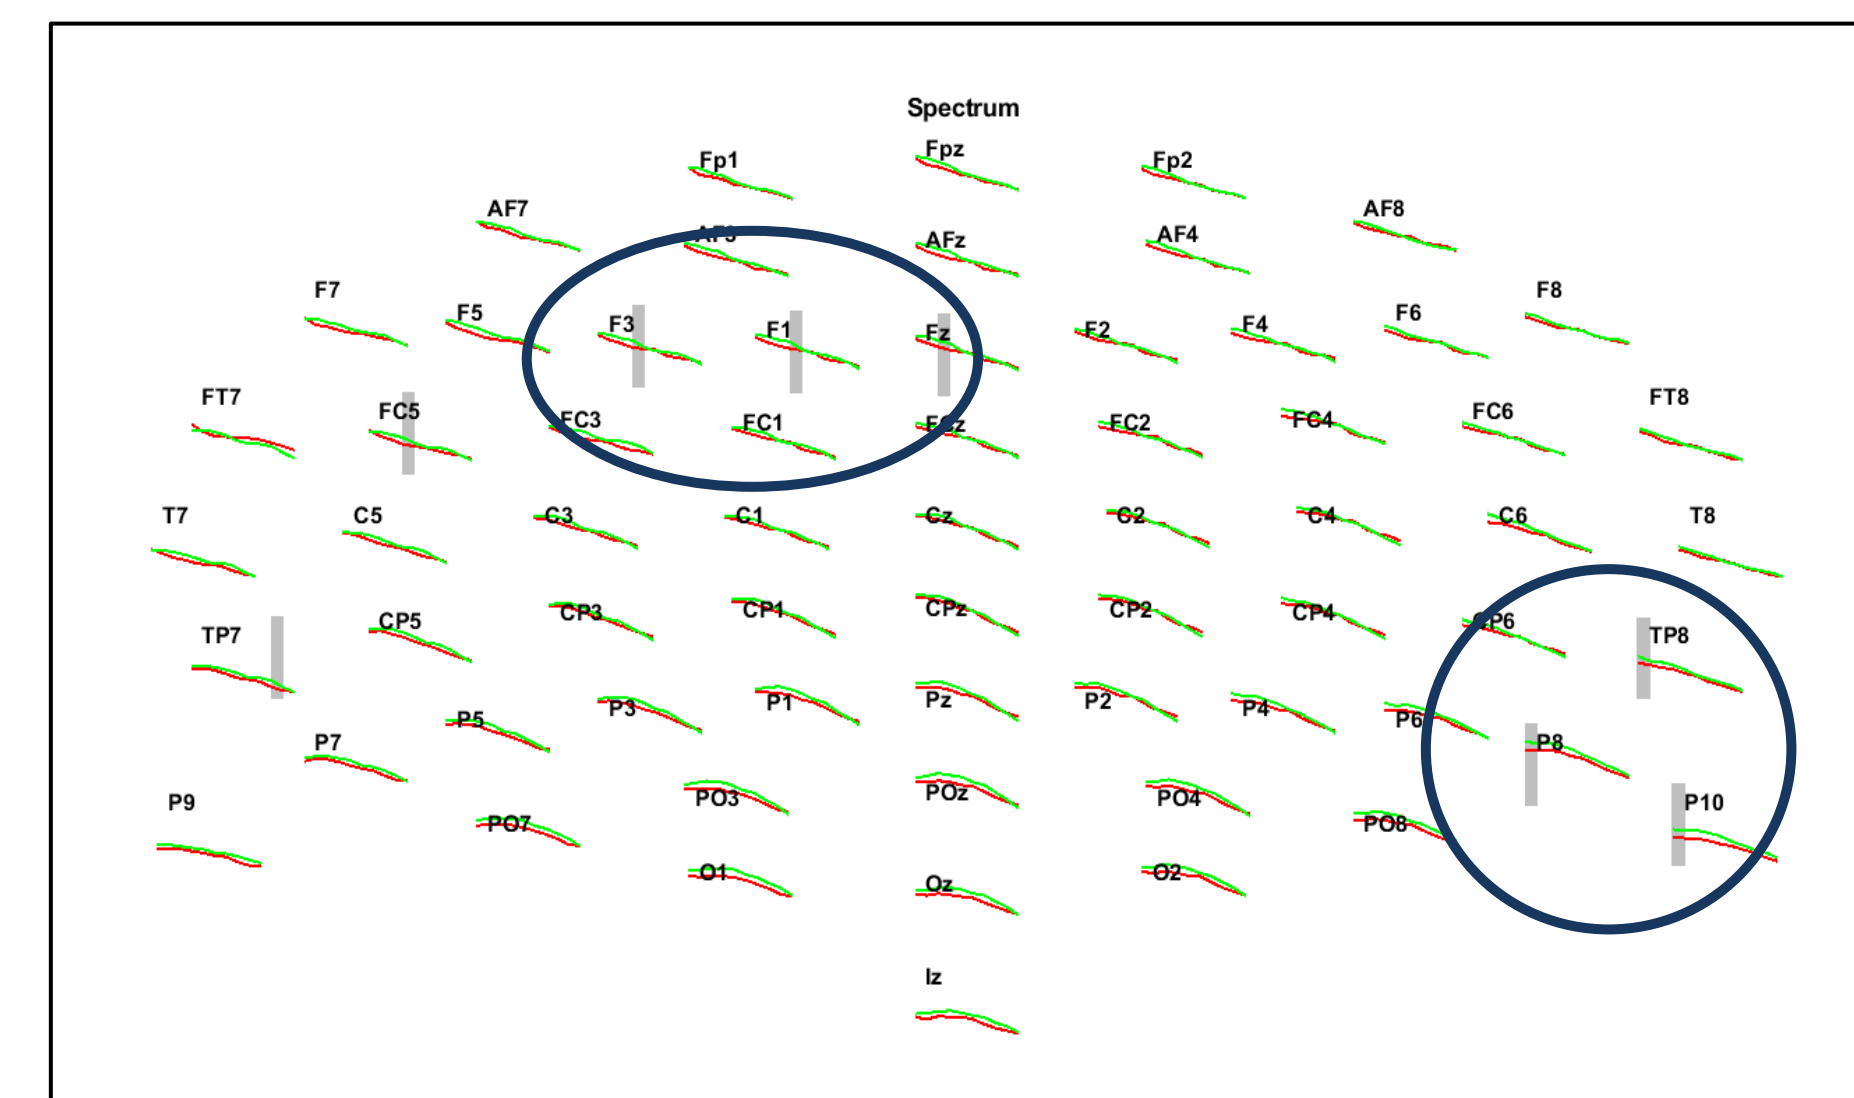 Spectrum
Fp1 Fpz Fp2
AF7 AF3 AFz AF4 AF8
F7 F5 F3 F1 Fz F2 F4 F6 F8
FT7 FC5 FC3 FC1 FCz FC2 FC4 FC6 FT8
T7 C5 C3 C1 Cz C2 C4 C6 T8
TP7 CP5 CP3 CP1 CPz CP2 CP4 CP6 TP8
P7 P5 P3 P1 Pz P2 P4 P6 P8
P9 PO7 PO3 POz PO4 PO8 P10
O1 Oz O2
Iz